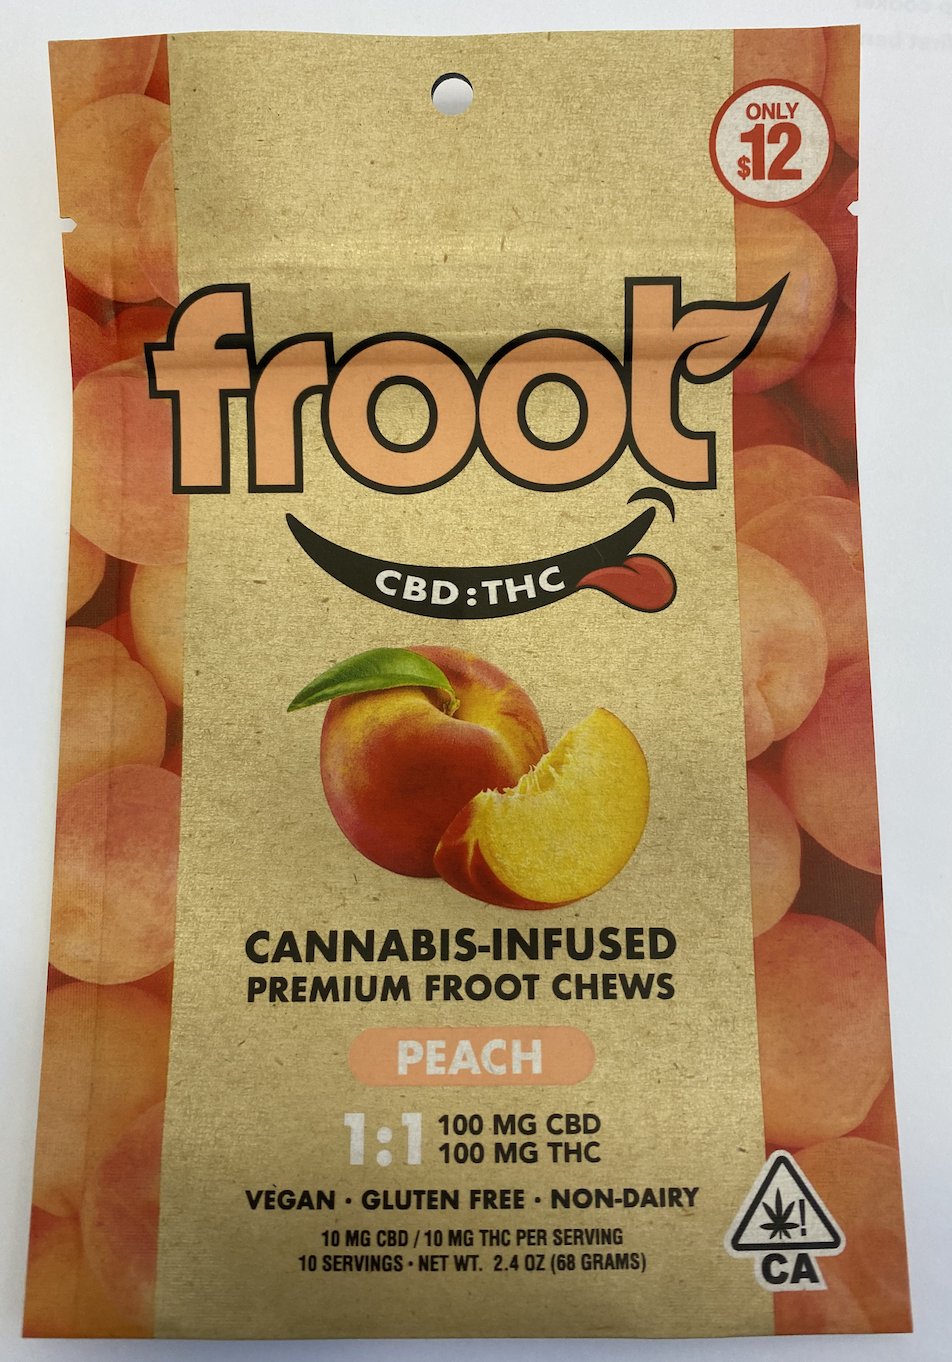 ONLY
$12
froot
CBD:THC
CANNABIS-INFUSED
PREMIUM FROOT CHEWS
PEACH
1:1 100 MG CBD
100 MG THC
VEGAN · GLUTEN FREE · NON-DAIRY
10 MG CBD / 10 MG THC PER SERVING
10 SERVINGS · NET WT. 2.4 OZ (68 GRAMS)
!
CA